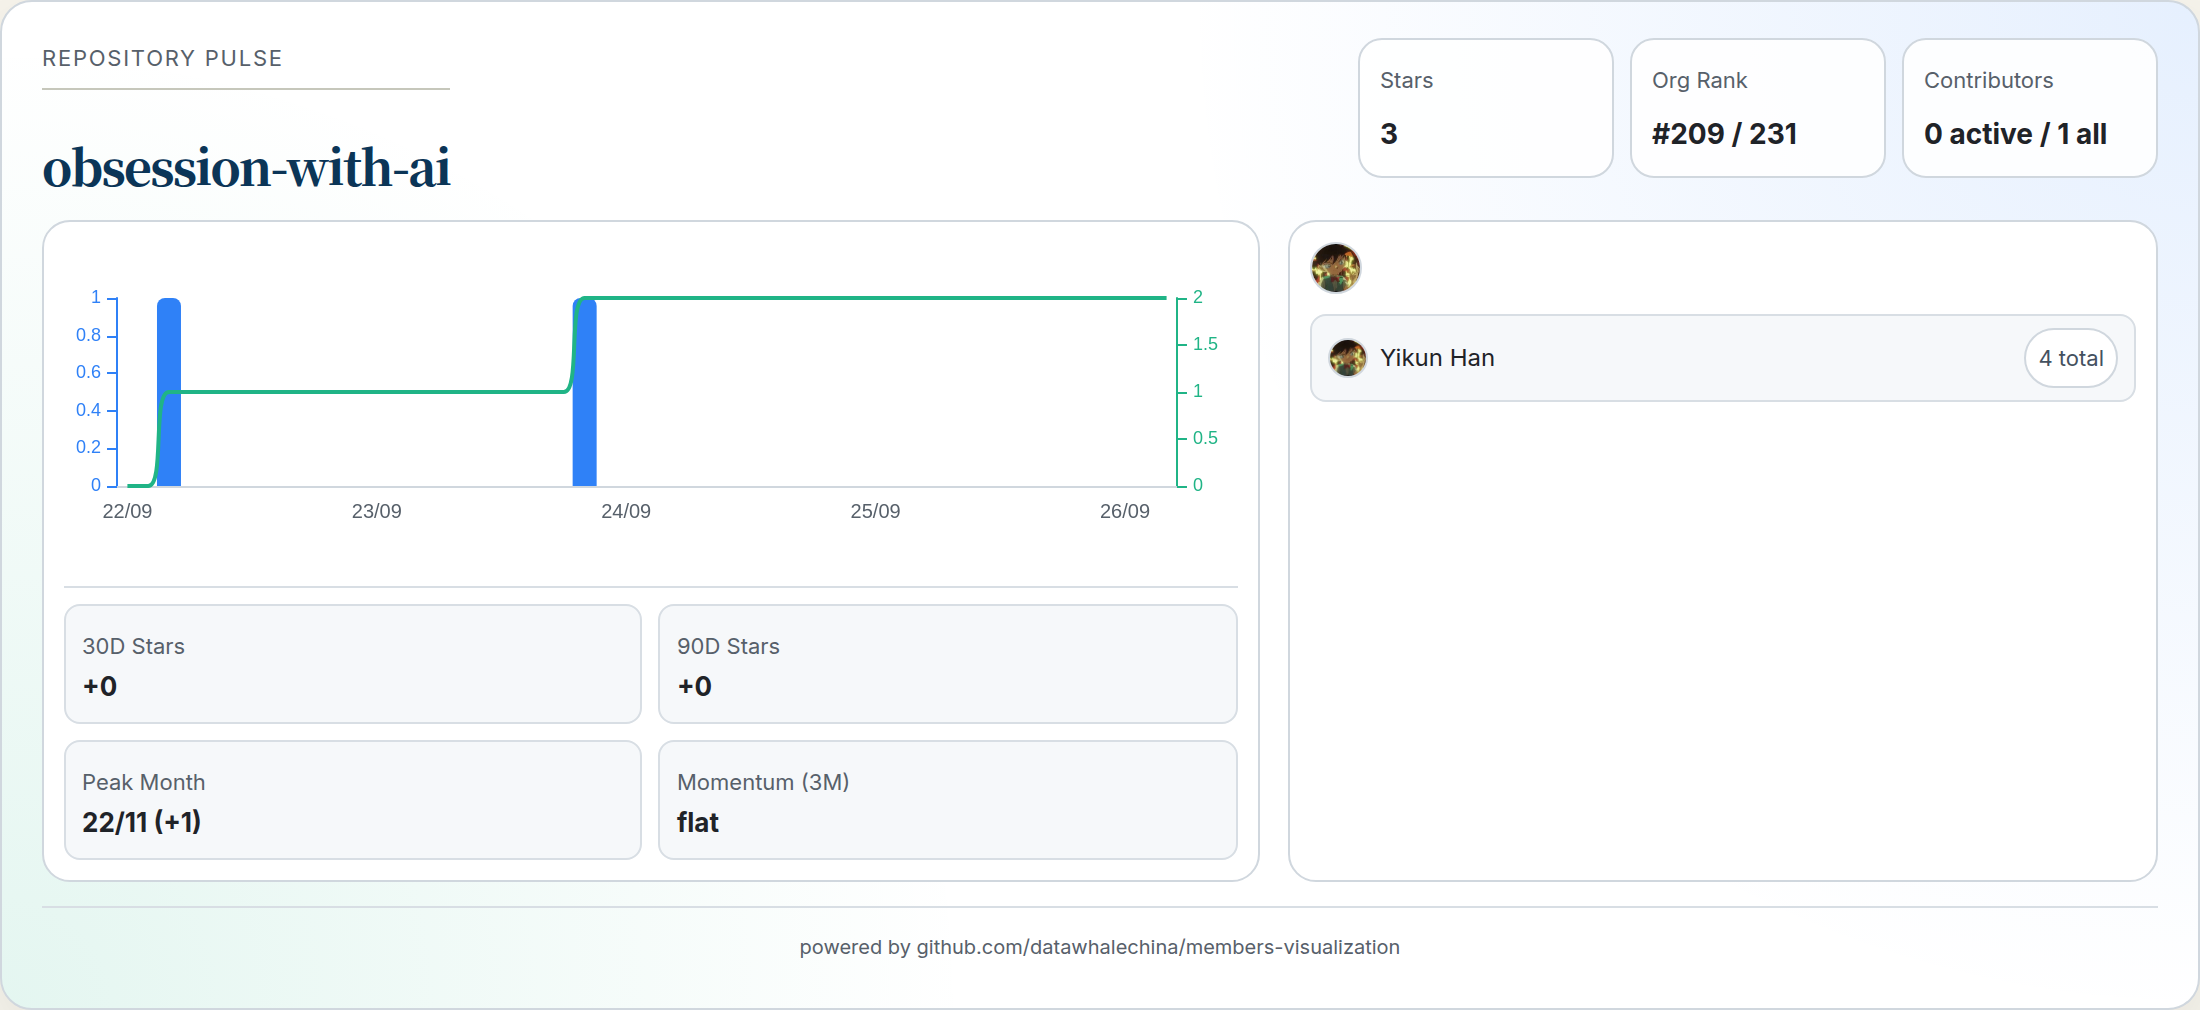 REPOSITORY PULSE
obsession-with-ai
Stars
3
Org Rank
#209 / 231
Contributors
0 active / 1 all
1
0.8
0.6
0.4
0.2
0
2
1.5
1
0.5
0
22/09
23/09
24/09
25/09
26/09
30D Stars
+0
90D Stars
+0
Peak Month
22/11 (+1)
Momentum (3M)
flat
Yikun Han
4 total
powered by github.com/datawhalechina/members-visualization